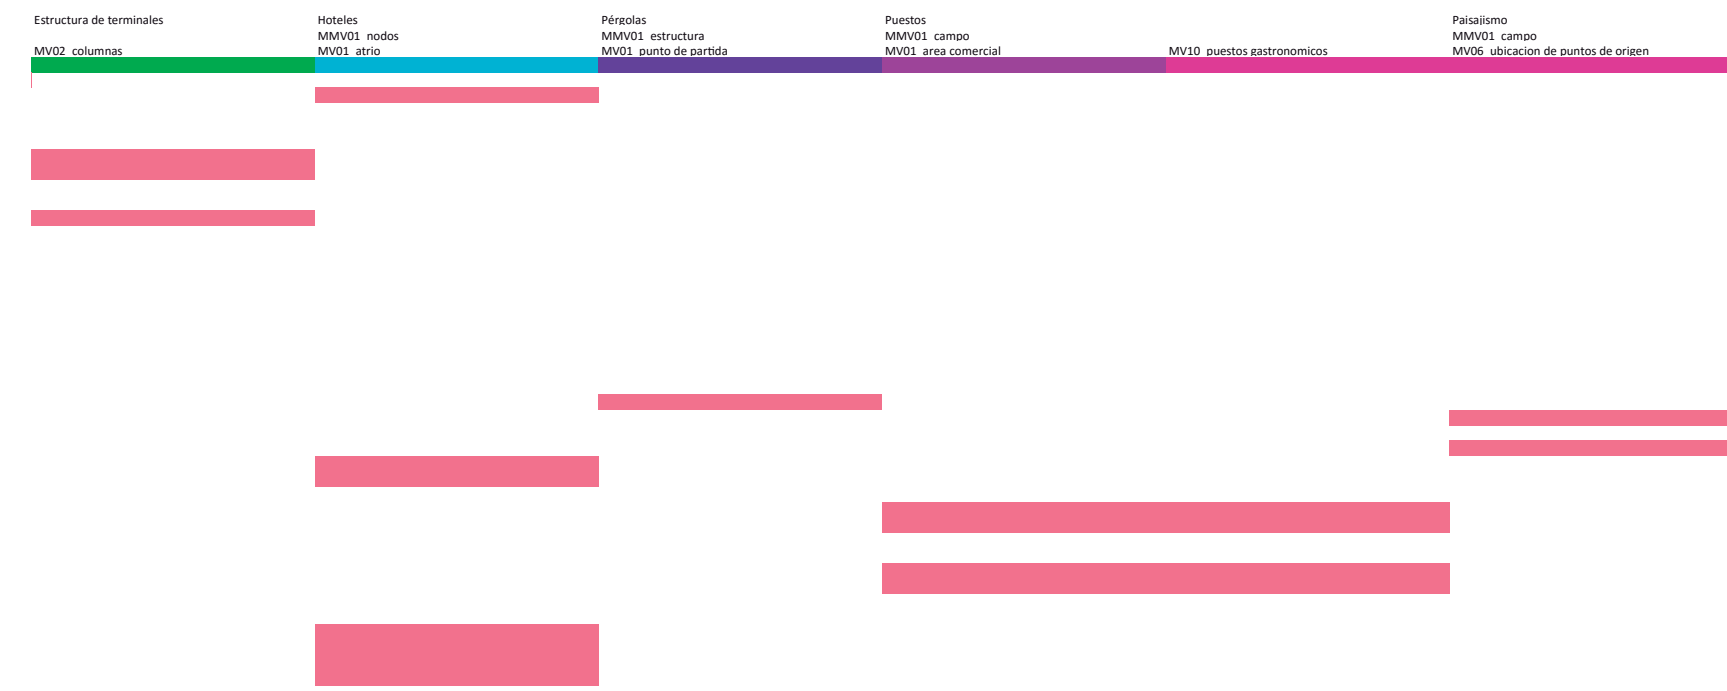 Estructura de terminales
MV02 columnas
Hoteles
MMV01 nodos
MV01 atrio
Pérgolas
MMV01 estructura
MV01 punto de partida
Puestos
MMV01 campo
MV01 area comercial
MV10 puestos gastronomicos
Paisajismo
MMV01 campo
MV06 ubicacion de puntos de origen